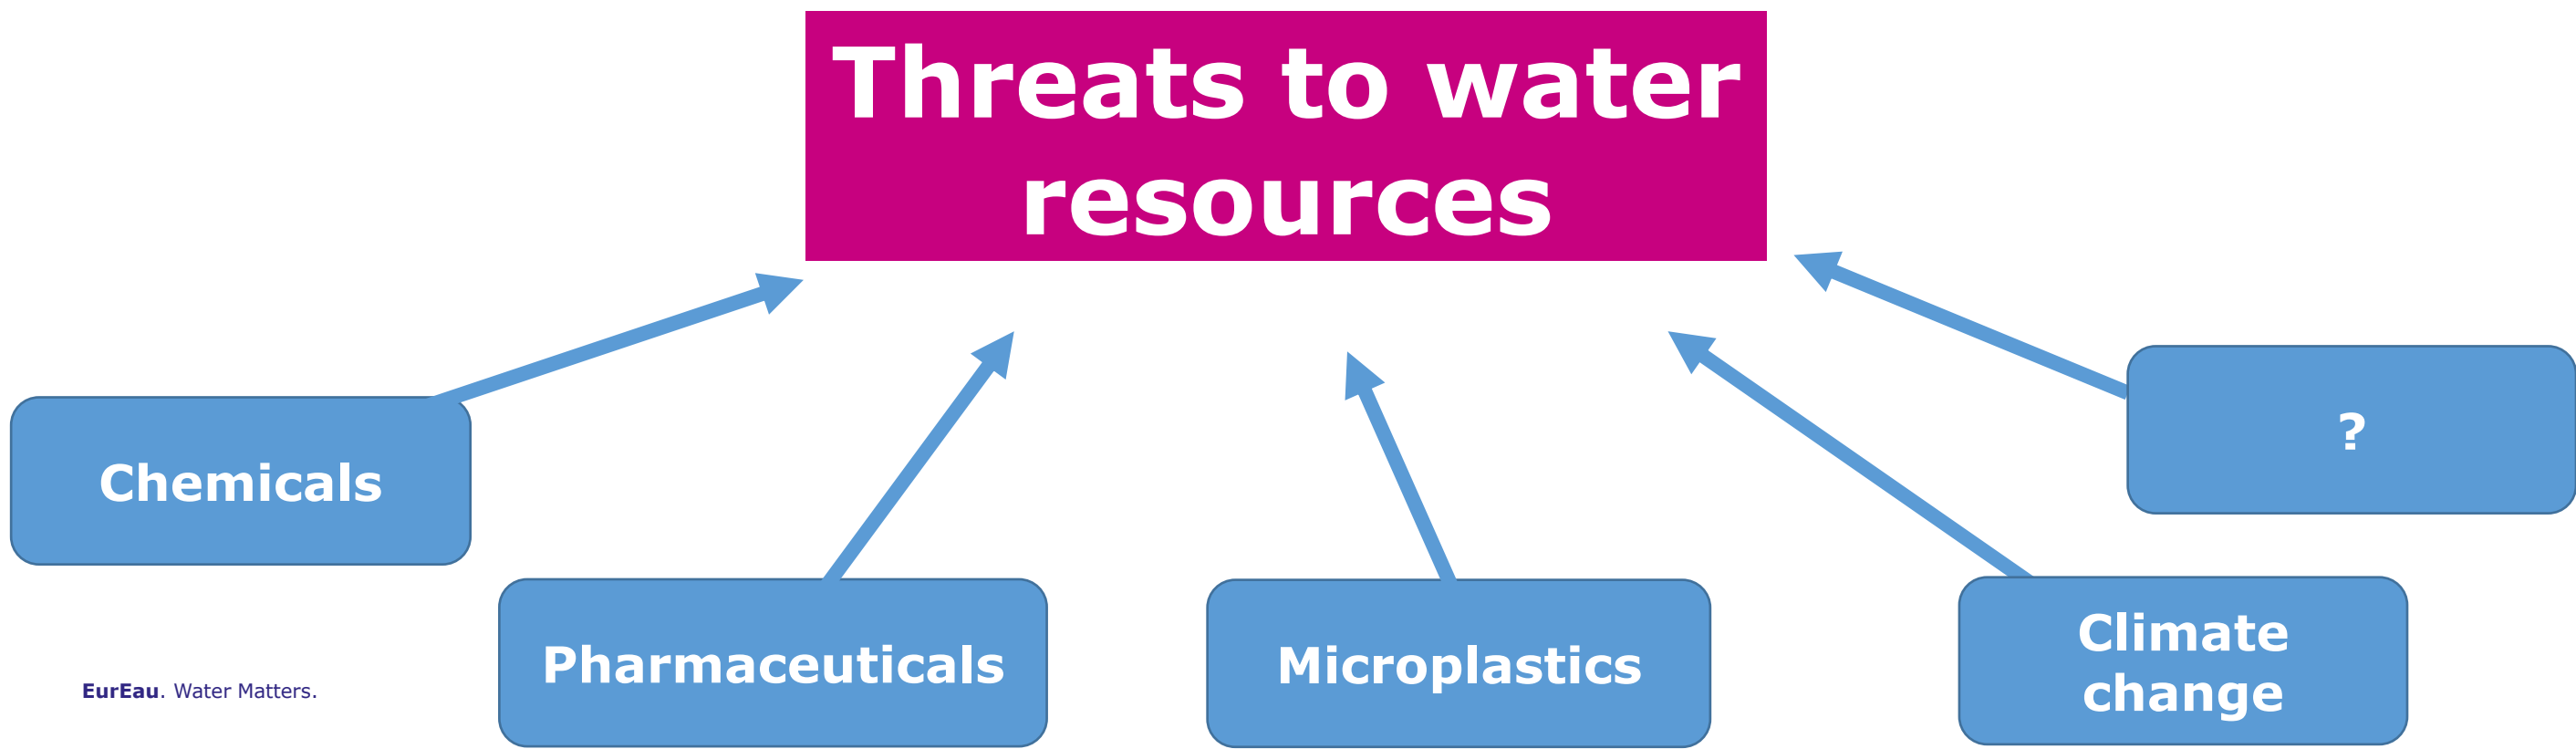 Threats to water
resources
Chemicals
Pharmaceuticals
Microplastics
Climate
change
?
EurEau. Water Matters.